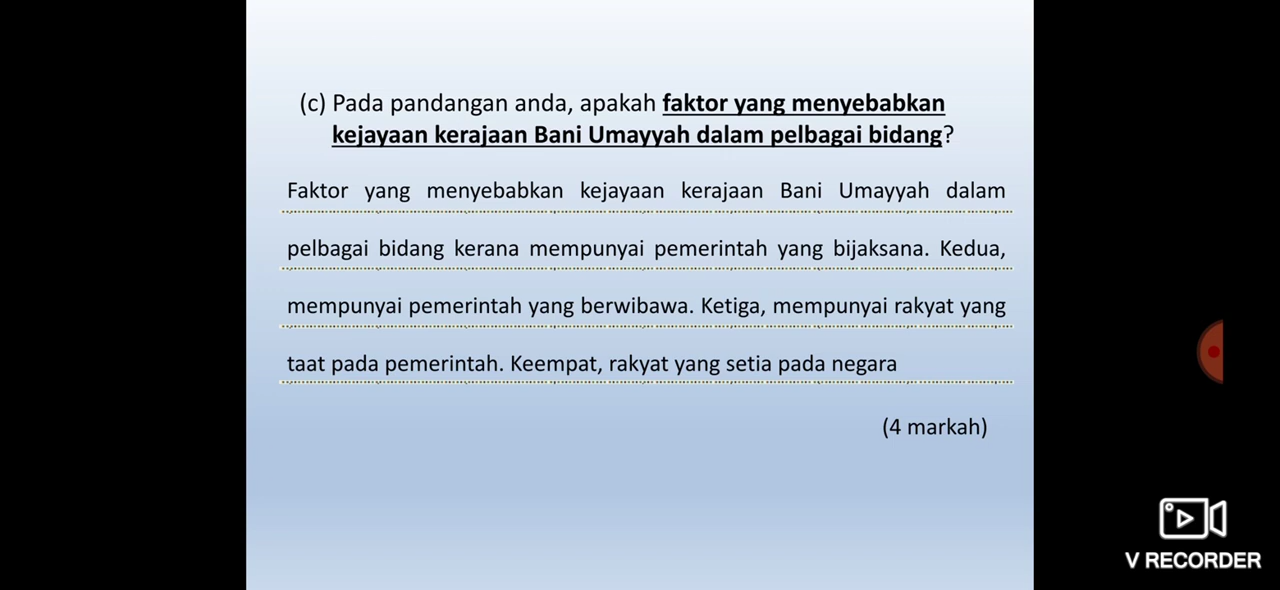 (c) Pada pandangan anda, apakah faktor yang menyebabkan
kejayaan kerajaan Bani Umayyah dalam pelbagai bidang?
Faktor yang menyebabkan kejayaan kerajaan Bani Umayyah dalam
pelbagai bidang kerana mempunyai pemerintah yang bijaksana. Kedua,
mempunyai pemerintah yang berwibawa. Ketiga, mempunyai rakyat yang
taat pada pemerintah. Keempat, rakyat yang setia pada negara
(4 markah)
V RECORDER